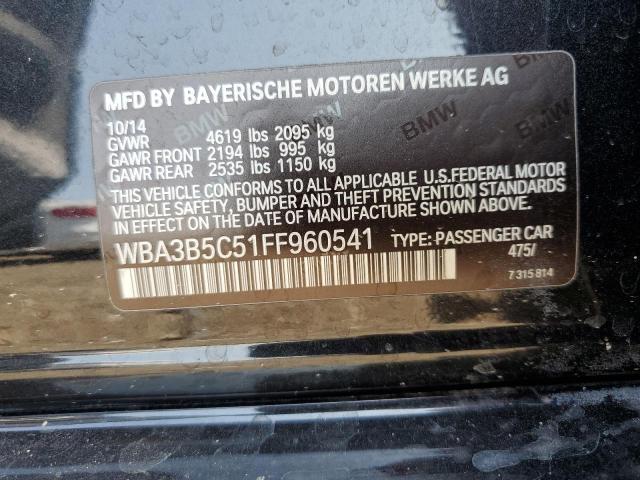 MFD BY BAYERISCHE MOTOREN WERKE AG
10/14
GVWR 4619 lbs 2095 kg
GAWR FRONT 2194 lbs 995 kg
GAWR REAR 2535 lbs 1150 kg
THIS VEHICLE CONFORMS TO ALL APPLICABLE U.S.FEDERAL MOTOR
VEHICLE SAFETY, BUMPER AND THEFT PREVENTION STANDARDS
IN EFFECT ON THE DATE OF MANUFACTURE SHOWN ABOVE.
WBA3B5C51FF960541 TYPE: PASSENGER CAR
475/
7 315 814
BMW
BMW
BMW